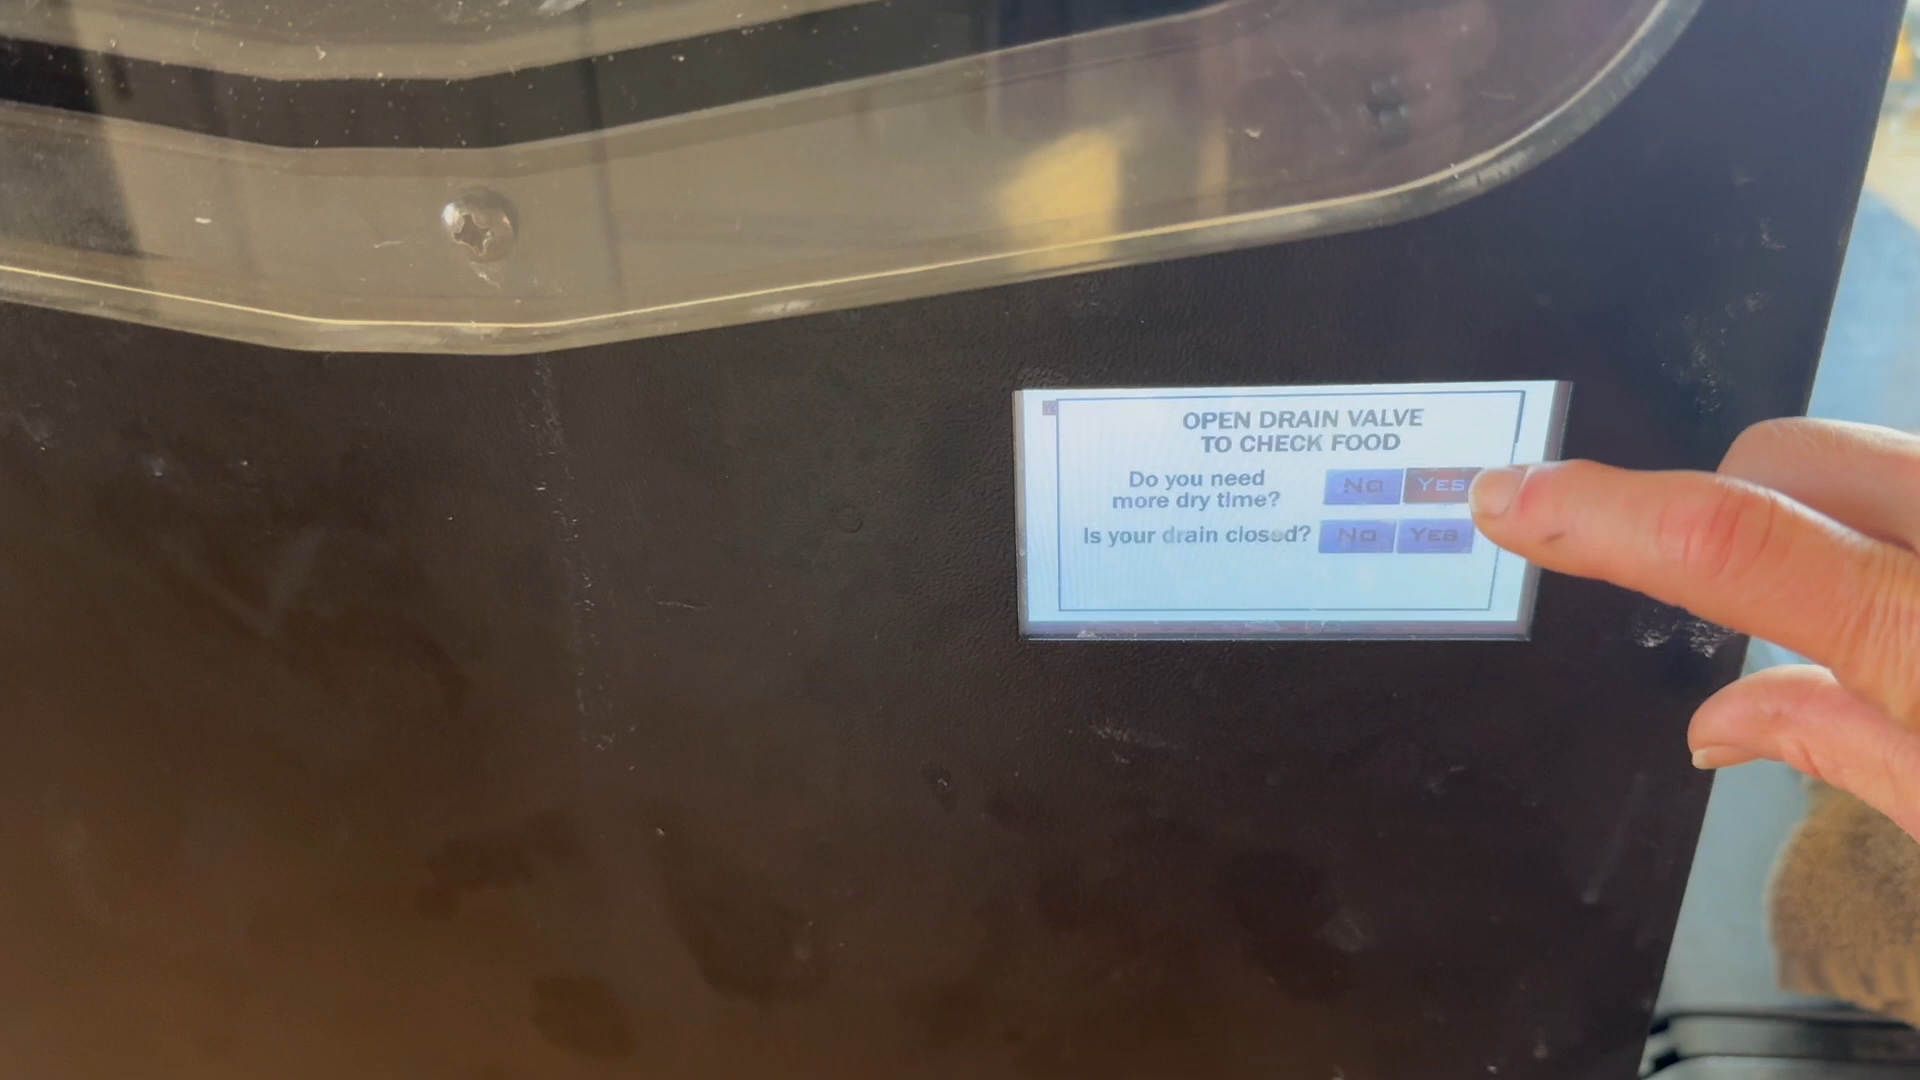 OPEN DRAIN VALVE
TO CHECK FOOD
Do you need
more dry time?
NO YES
Is your drain closed? NO YES